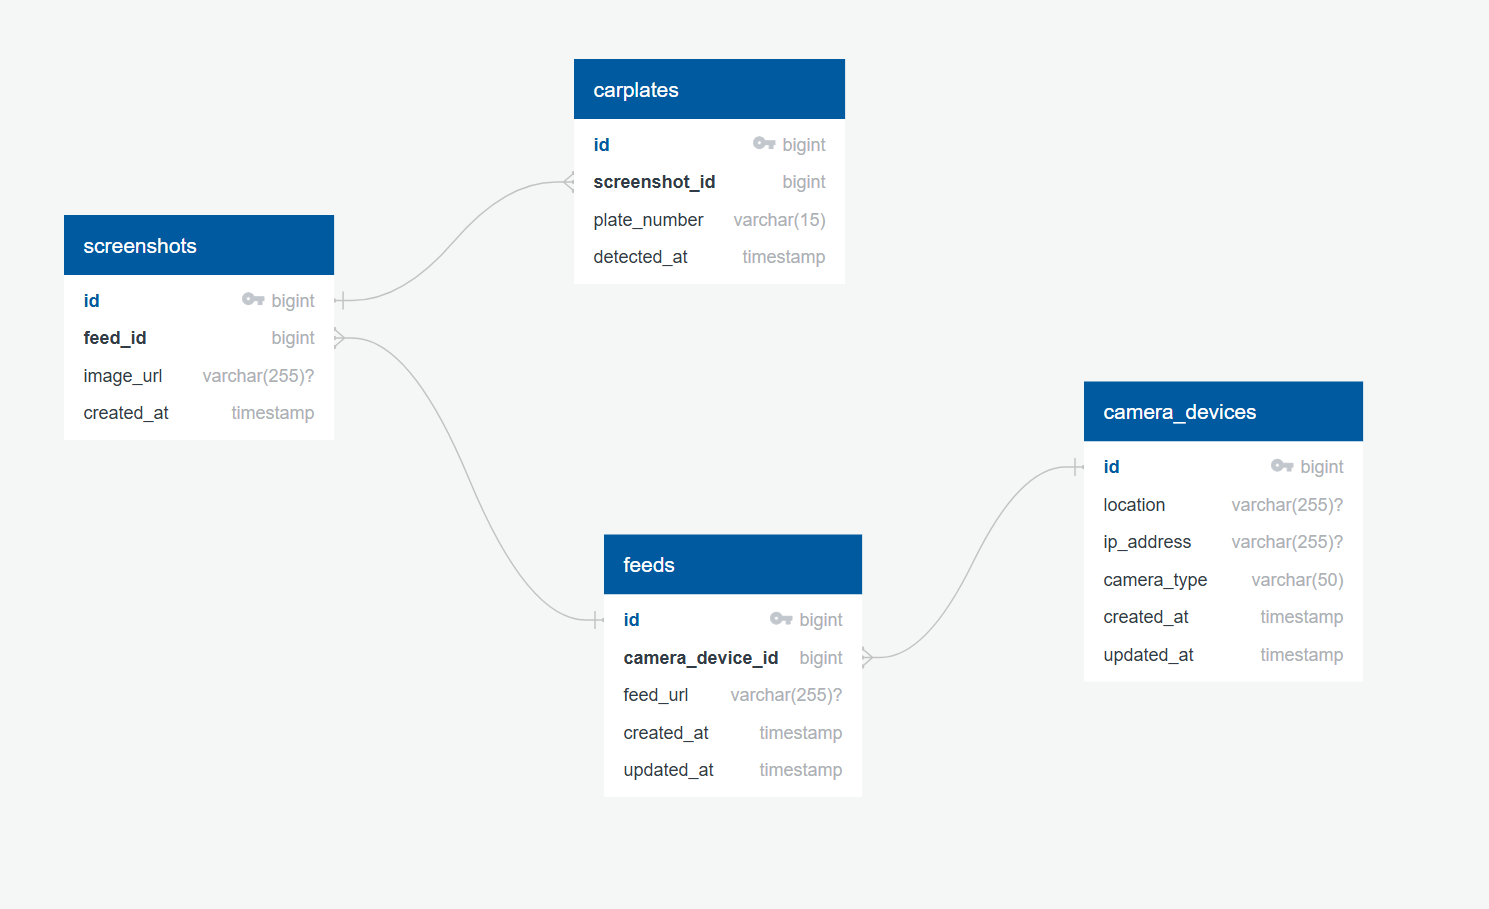 carplates
id bigint
screenshot_id bigint
plate_number varchar(15)
detected_at timestamp
screenshots
id bigint
feed_id bigint
image_url varchar(255)?
created_at timestamp
camera_devices
id bigint
location varchar(255)?
ip_address varchar(255)?
camera_type varchar(50)
created_at timestamp
updated_at timestamp
feeds
id bigint
camera_device_id bigint
feed_url varchar(255)?
created_at timestamp
updated_at timestamp